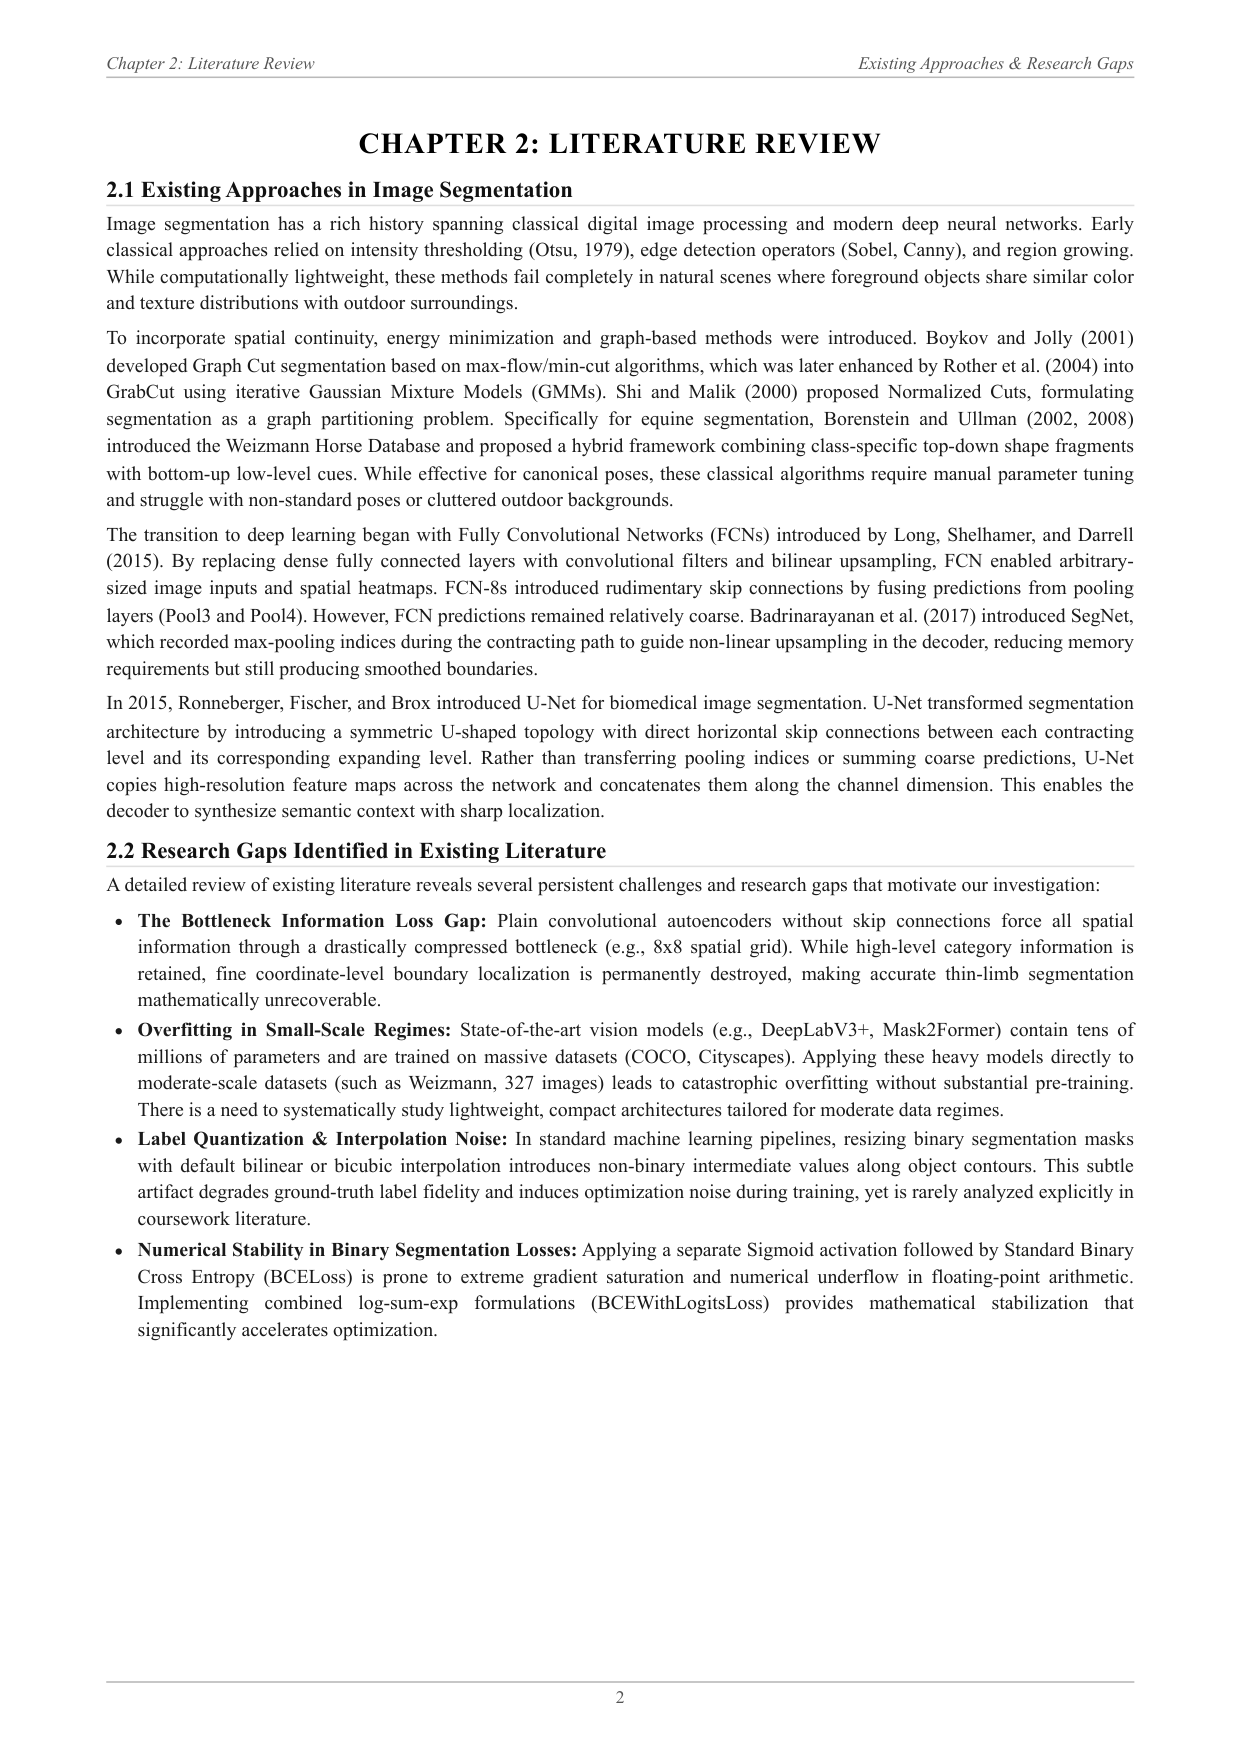 Chapter 2: Literature Review
Existing Approaches & Research Gaps
CHAPTER 2: LITERATURE REVIEW
2.1 Existing Approaches in Image Segmentation
Image segmentation has a rich history spanning classical digital image processing and modern deep neural networks. Early
classical approaches relied on intensity thresholding (Otsu, 1979), edge detection operators (Sobel, Canny), and region growing.
While computationally lightweight, these methods fail completely in natural scenes where foreground objects share similar color
and texture distributions with outdoor surroundings.
To incorporate spatial continuity, energy minimization and graph-based methods were introduced. Boykov and Jolly (2001)
developed Graph Cut segmentation based on max-flow/min-cut algorithms, which was later enhanced by Rother et al. (2004) into
GrabCut using iterative Gaussian Mixture Models (GMMs). Shi and Malik (2000) proposed Normalized Cuts, formulating
segmentation as a graph partitioning problem. Specifically for equine segmentation, Borenstein and Ullman (2002, 2008)
introduced the Weizmann Horse Database and proposed a hybrid framework combining class-specific top-down shape fragments
with bottom-up low-level cues. While effective for canonical poses, these classical algorithms require manual parameter tuning
and struggle with non-standard poses or cluttered outdoor backgrounds.
The transition to deep learning began with Fully Convolutional Networks (FCNs) introduced by Long, Shelhamer, and Darrell
(2015). By replacing dense fully connected layers with convolutional filters and bilinear upsampling, FCN enabled arbitrary-
sized image inputs and spatial heatmaps. FCN-8s introduced rudimentary skip connections by fusing predictions from pooling
layers (Pool3 and Pool4). However, FCN predictions remained relatively coarse. Badrinarayanan et al. (2017) introduced SegNet,
which recorded max-pooling indices during the contracting path to guide non-linear upsampling in the decoder, reducing memory
requirements but still producing smoothed boundaries.
In 2015, Ronneberger, Fischer, and Brox introduced U-Net for biomedical image segmentation. U-Net transformed segmentation
architecture by introducing a symmetric U-shaped topology with direct horizontal skip connections between each contracting
level and its corresponding expanding level. Rather than transferring pooling indices or summing coarse predictions, U-Net
copies high-resolution feature maps across the network and concatenates them along the channel dimension. This enables the
decoder to synthesize semantic context with sharp localization.
2.2 Research Gaps Identified in Existing Literature
A detailed review of existing literature reveals several persistent challenges and research gaps that motivate our investigation:
• The Bottleneck Information Loss Gap: Plain convolutional autoencoders without skip connections force all spatial
information through a drastically compressed bottleneck (e.g., 8x8 spatial grid). While high-level category information is
retained, fine coordinate-level boundary localization is permanently destroyed, making accurate thin-limb segmentation
mathematically unrecoverable.
• Overfitting in Small-Scale Regimes: State-of-the-art vision models (e.g., DeepLabV3+, Mask2Former) contain tens of
millions of parameters and are trained on massive datasets (COCO, Cityscapes). Applying these heavy models directly to
moderate-scale datasets (such as Weizmann, 327 images) leads to catastrophic overfitting without substantial pre-training.
There is a need to systematically study lightweight, compact architectures tailored for moderate data regimes.
• Label Quantization & Interpolation Noise: In standard machine learning pipelines, resizing binary segmentation masks
with default bilinear or bicubic interpolation introduces non-binary intermediate values along object contours. This subtle
artifact degrades ground-truth label fidelity and induces optimization noise during training, yet is rarely analyzed explicitly in
coursework literature.
• Numerical Stability in Binary Segmentation Losses: Applying a separate Sigmoid activation followed by Standard Binary
Cross Entropy (BCELoss) is prone to extreme gradient saturation and numerical underflow in floating-point arithmetic.
Implementing combined log-sum-exp formulations (BCEWithLogitsLoss) provides mathematical stabilization that
significantly accelerates optimization.
2